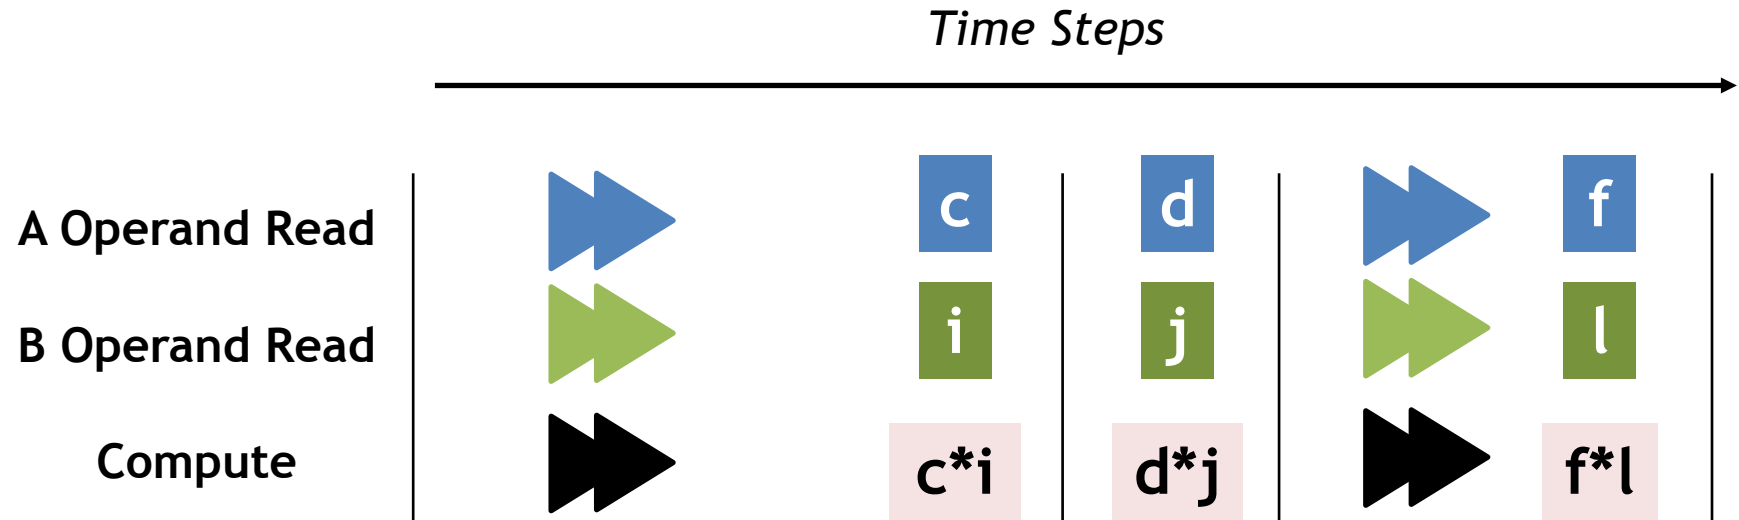 Time Steps
A Operand Read c d f
B Operand Read i j l
Compute c*i d*j f*l